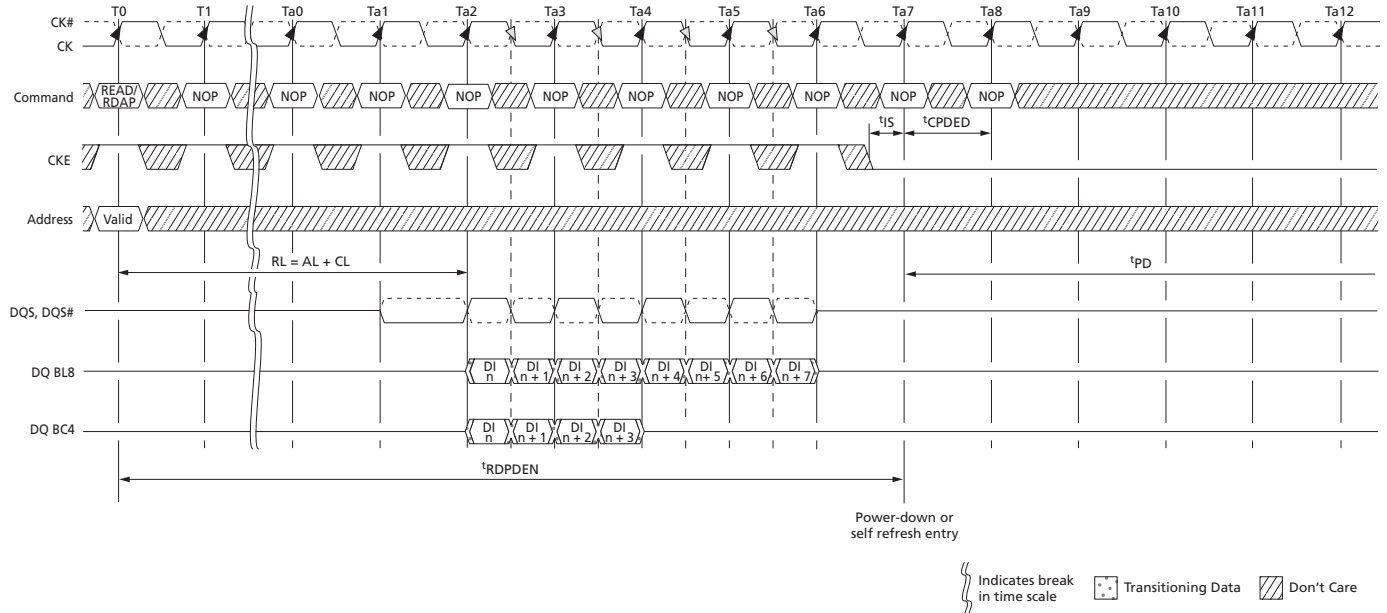 T0 T1 Ta0 Ta1 Ta2 Ta3 Ta4 Ta5 Ta6 Ta7 Ta8 Ta9 Ta10 Ta11 Ta12
CK#
CK
Command READ/ RDAP NOP NOP NOP NOP NOP NOP NOP NOP NOP NOP
tIS tCPDED
CKE
Address Valid
RL = AL + CL tPD
DQS, DQS#
DQ BL8 DI n DI n + 1 DI n + 2 DI n + 3 DI n + 4 DI n + 5 DI n + 6 DI n + 7
DQ BC4 DI n DI n + 1 DI n + 2 DI n + 3
tRDPDEN
Power-down or
self refresh entry
Indicates break
in time scale
Transitioning Data
Don't Care